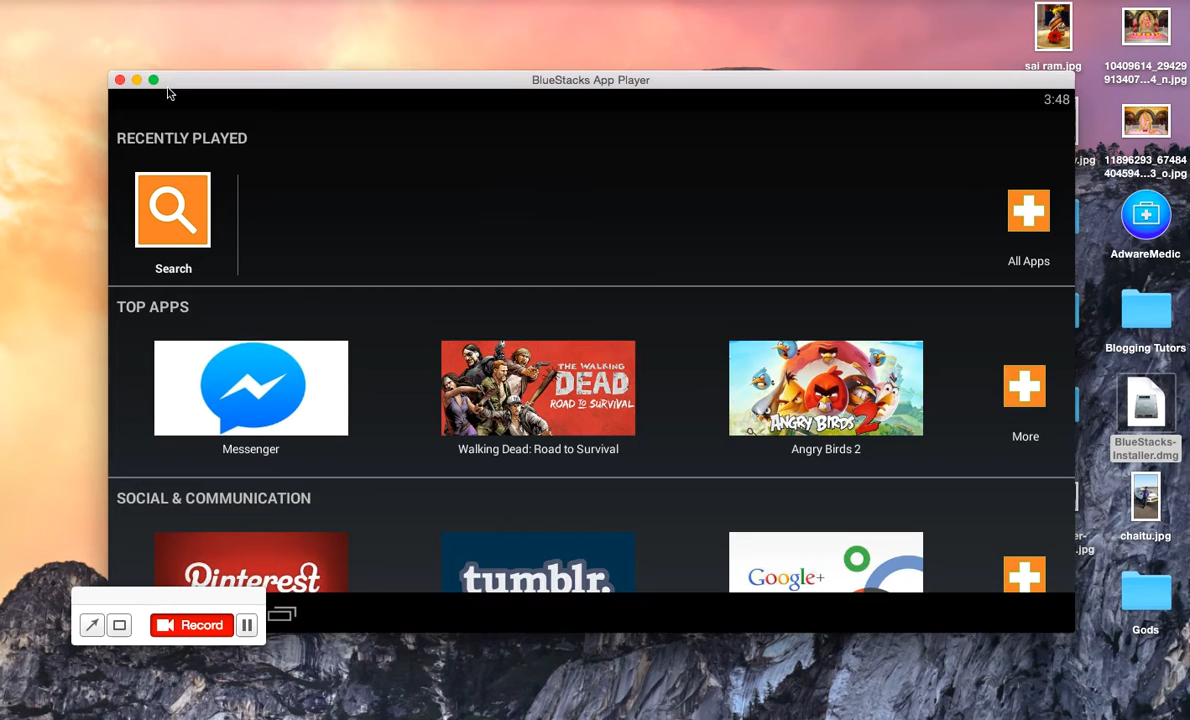 BlueStacks App Player
3:48
RECENTLY PLAYED
Search
All Apps
TOP APPS
THE WALKING
DEAD
ROAD TO SURVIVAL
ANGRY BIRDS 2
Messenger
Walking Dead: Road to Survival
Angry Birds 2
More
SOCIAL & COMMUNICATION
Pinterest
tumblr.
Google+
Record
sai ram.jpg
10409614_29429
913407...4_n.jpg
.jpg
11896293_67484
404594...3_o.jpg
AdwareMedic
Blogging Tutors
BlueStacks-
Installer.dmg
er-
.jpg
chaitu.jpg
Gods